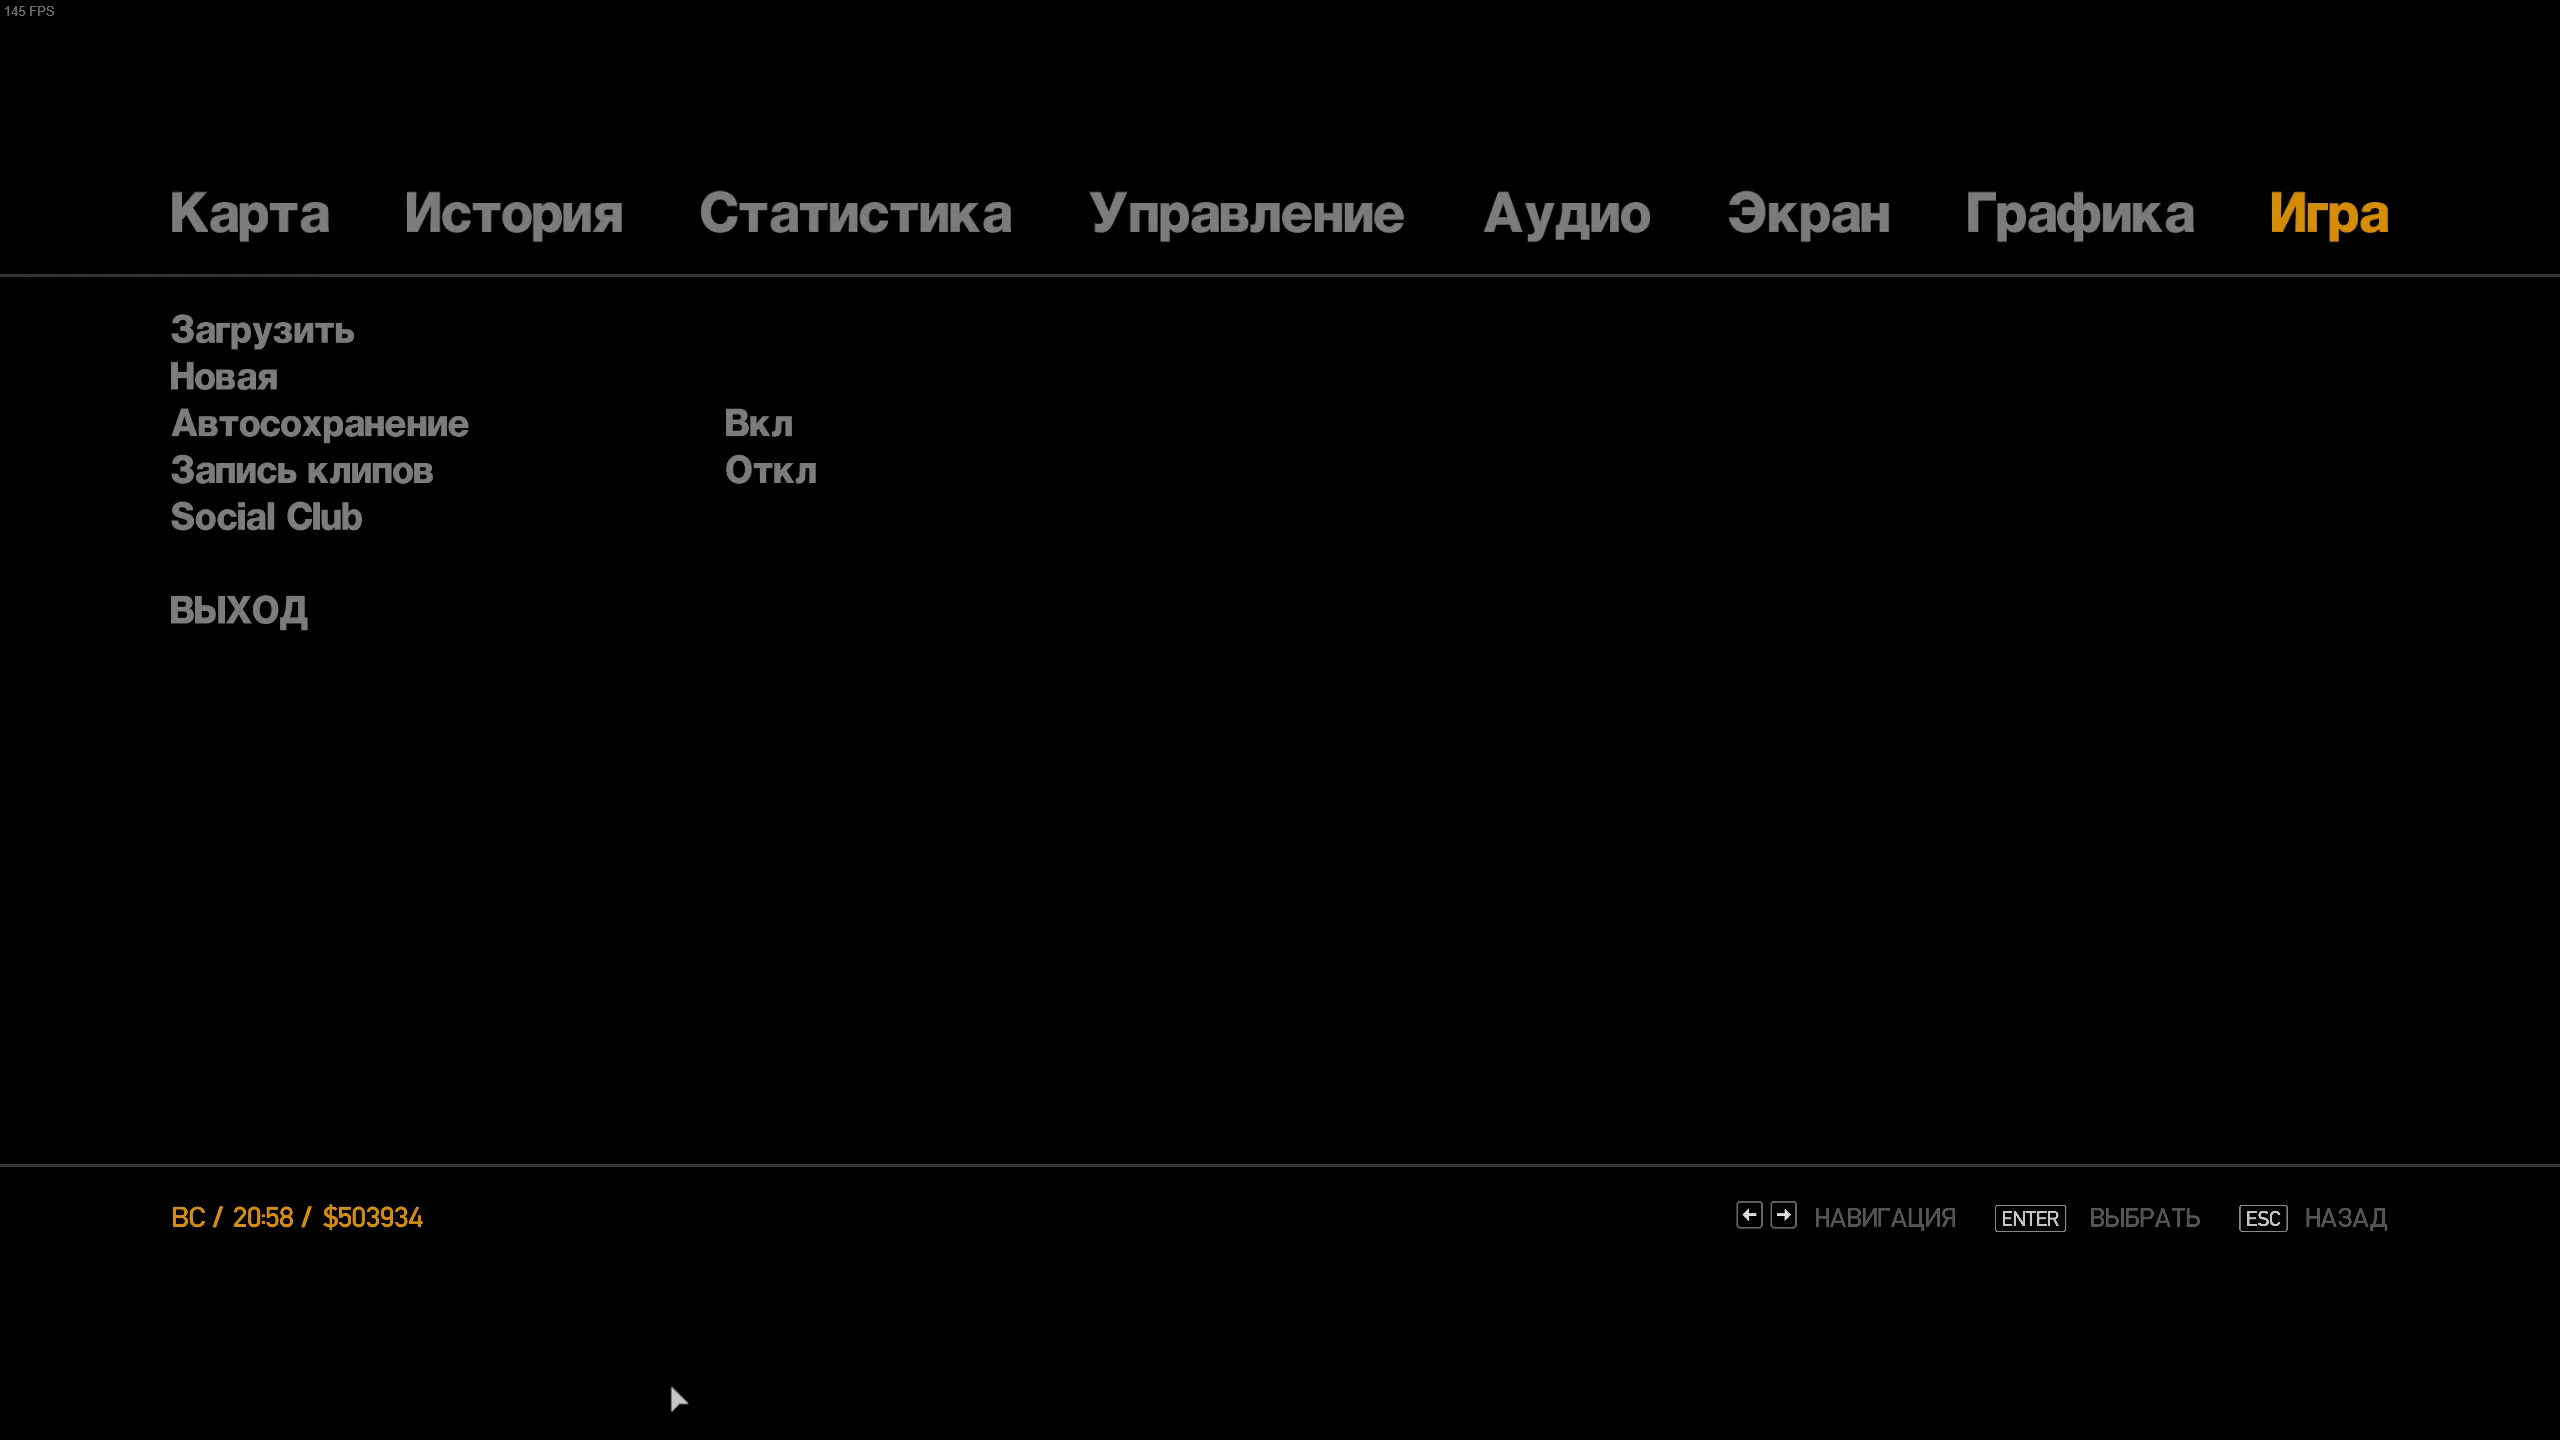 145 FPS
Карта История Статистика Управление Аудио Экран Графика Игра
Загрузить
Новая
Автосохранение Вкл
Запись клипов Откл
Social Club
ВЫХОД
ВС / 20:58 / $503934
НАВИГАЦИЯ ENTER ВЫБРАТЬ ESC НАЗАД